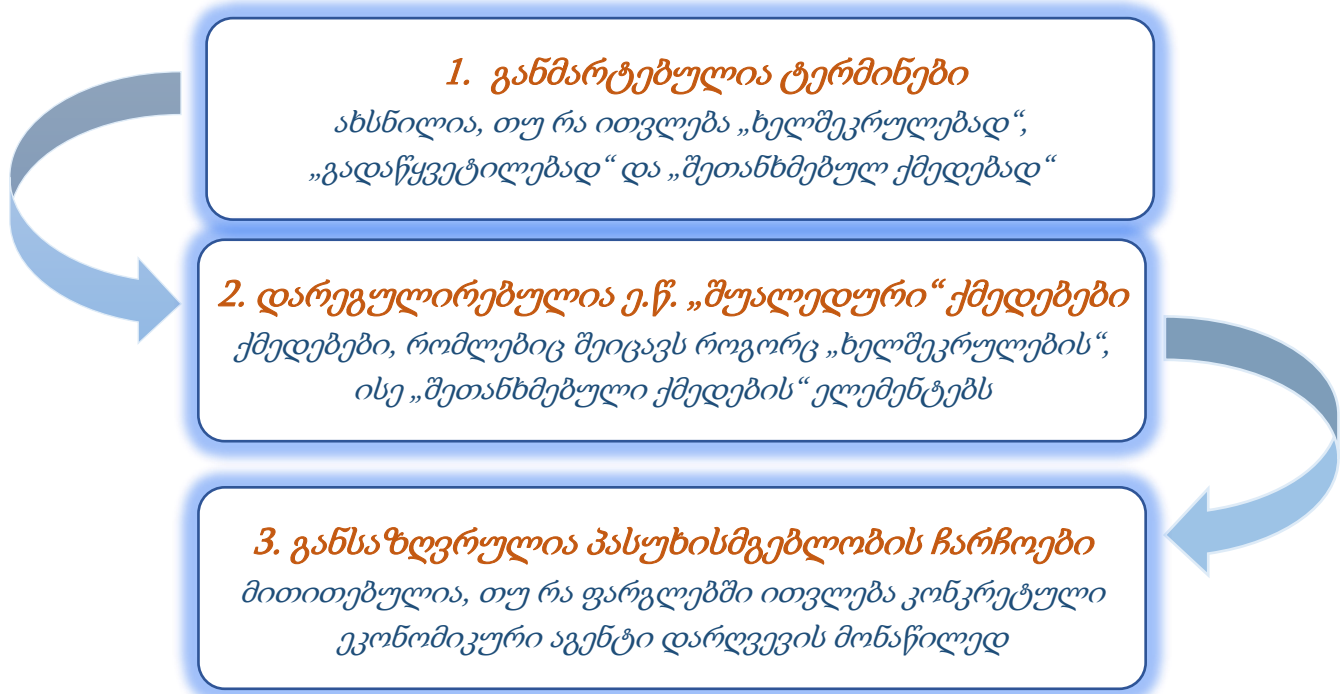 1. განმარტებულია ტერმინები
ახსნილია, თუ რა ითვლება „ხელშეკრულებად“,
„გადაწყვეტილებად“ და „შეთანხმებულ ქმედებად“
2. დარეგულირებულია ე.წ. „შუალედური“ ქმედებები
ქმედებები, რომლებიც შეიცავს როგორც „ხელშეკრულების“,
ისე „შეთანხმებული ქმედების“ ელემენტებს
3. განსაზღვრულია პასუხისმგებლობის ჩარჩოები
მითითებულია, თუ რა ფარგლებში ითვლება კონკრეტული
ეკონომიკური აგენტი დარღვევის მონაწილედ